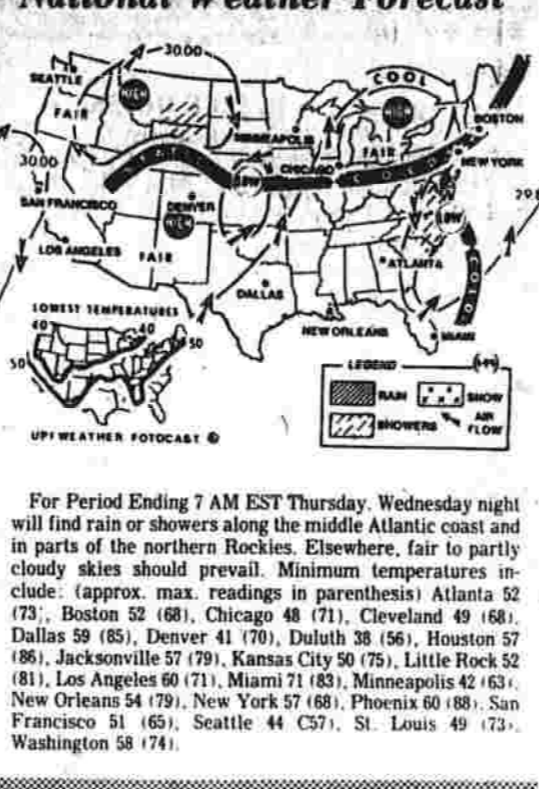 National Weather Forecast
30.00
SEATTLE
HIGH
COOL
FAIR
HIGH
MINNEAPOLIS
BOSTON
30.00
CHICAGO
FAIR
NEW YORK
LOW
SAN FRANCISCO
DENVER
HIGH
LOW
LOS ANGELES
FAIR
ATLANTA
DALLAS
LOWEST TEMPERATURES
40
40
50
50
NEW ORLEANS
MIAMI
LEGEND
RAIN
SNOW
SHOWERS
AIR
FLOW
UPI WEATHER FOTOCAST ©
For Period Ending 7 AM EST Thursday. Wednesday night
will find rain or showers along the middle Atlantic coast and
in parts of the northern Rockies. Elsewhere, fair to partly
cloudy skies should prevail. Minimum temperatures in-
clude: (approx. max. readings in parenthesis) Atlanta 52
(73), Boston 52 (68), Chicago 48 (71), Cleveland 49 (68),
Dallas 59 (85), Denver 41 (70), Duluth 38 (56), Houston 57
(86), Jacksonville 57 (79), Kansas City 50 (75), Little Rock 52
(81), Los Angeles 60 (71), Miami 71 (83), Minneapolis 42 (63),
New Orleans 54 (79), New York 57 (68), Phoenix 60 (88), San
Francisco 51 (65), Seattle 44 C57), St. Louis 49 (73),
Washington 58 (74).